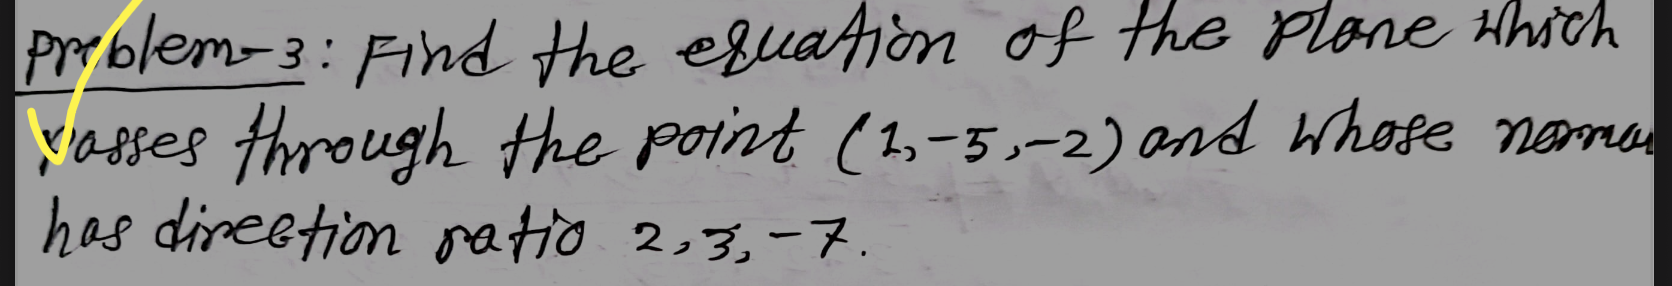 Problem-3: Find the equation of the plane which
passes through the point (1,-5,-2) and whose norma
has direction ratio 2,3,-7.